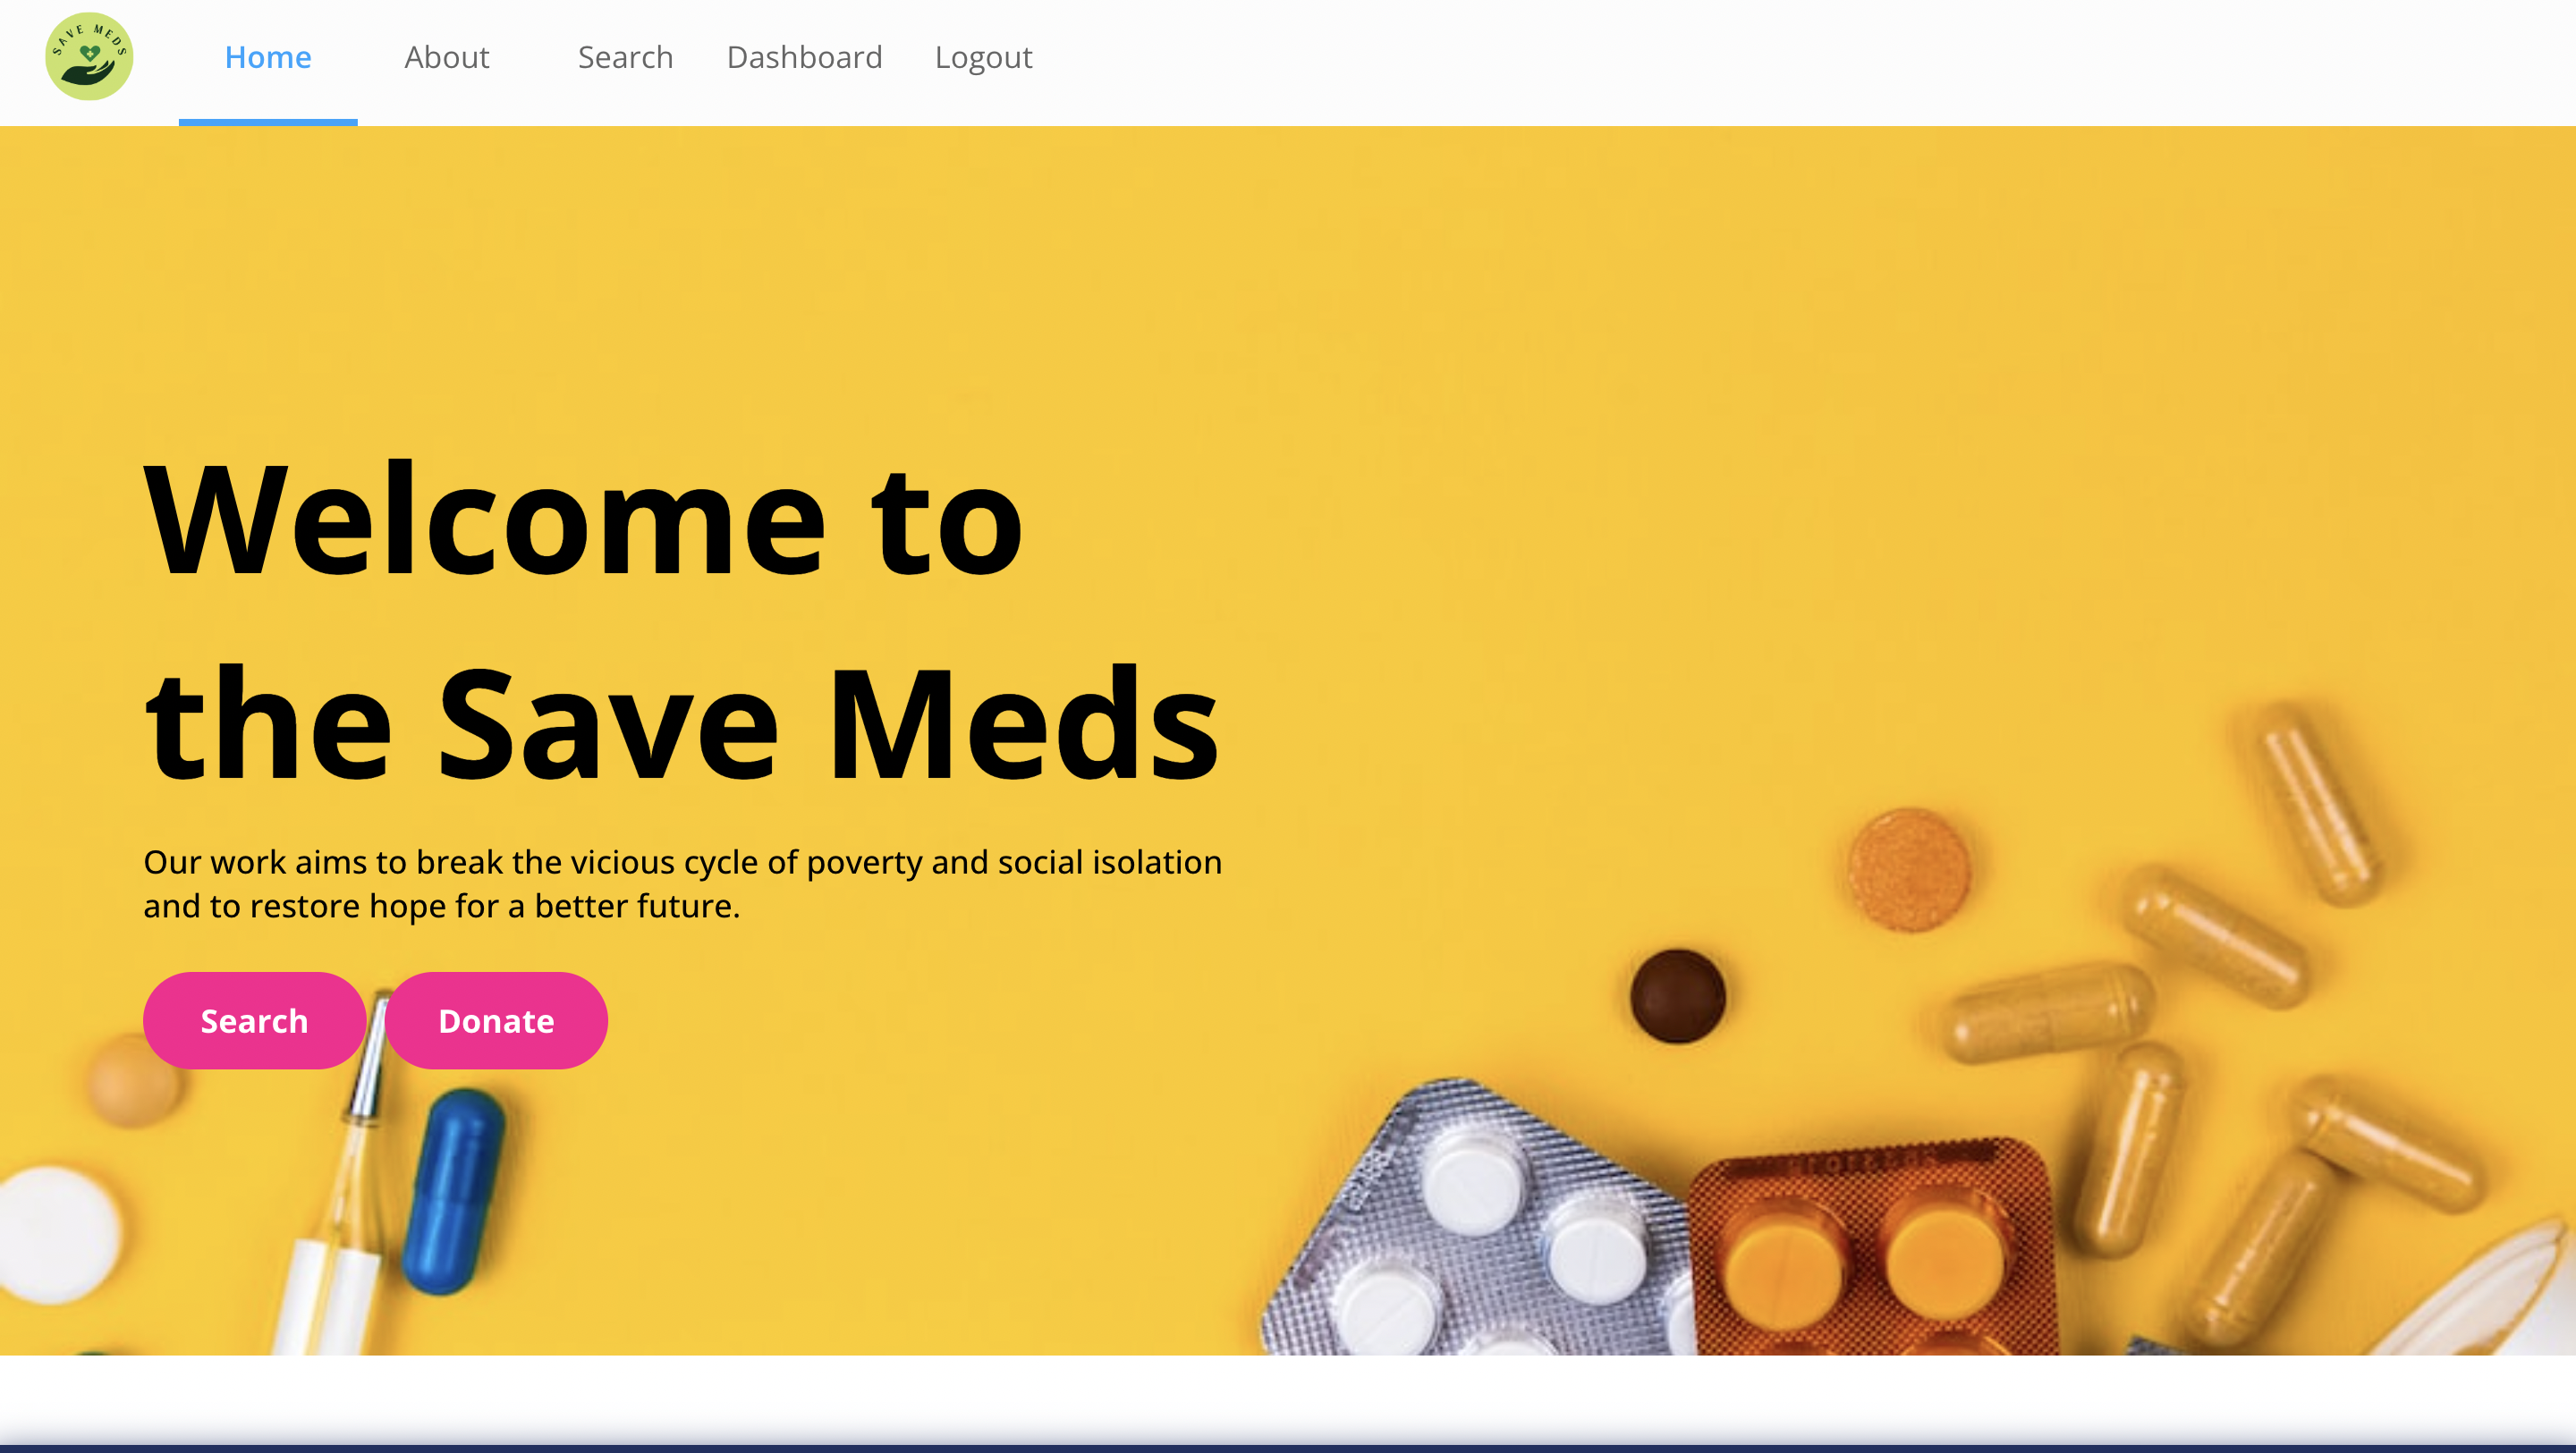 SAVE MEDS
Home
About
Search
Dashboard
Logout
Welcome to
the Save Meds
Our work aims to break the vicious cycle of poverty and social isolation
and to restore hope for a better future.
Search
Donate